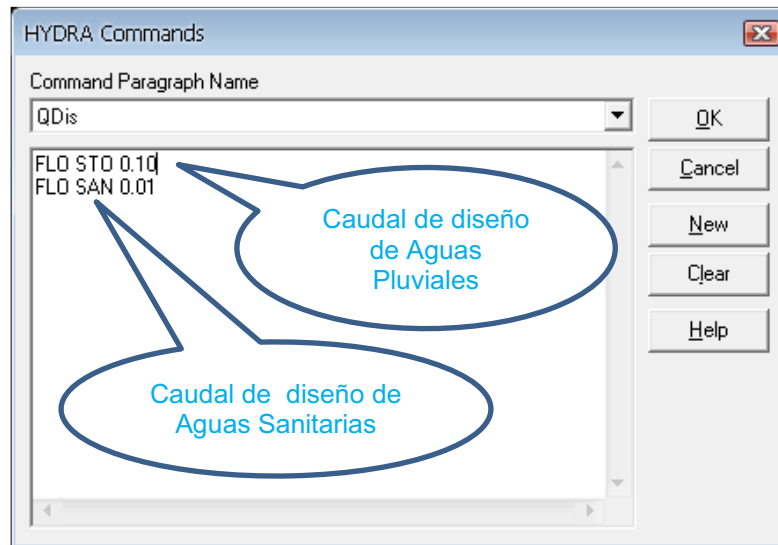 HYDRA Commands
Command Paragraph Name
QDis
OK
FLO STO 0.10
FLO SAN 0.01
Cancel
New
Clear
Help
Caudal de diseño
de Aguas
Pluviales
Caudal de diseño de
Aguas Sanitarias